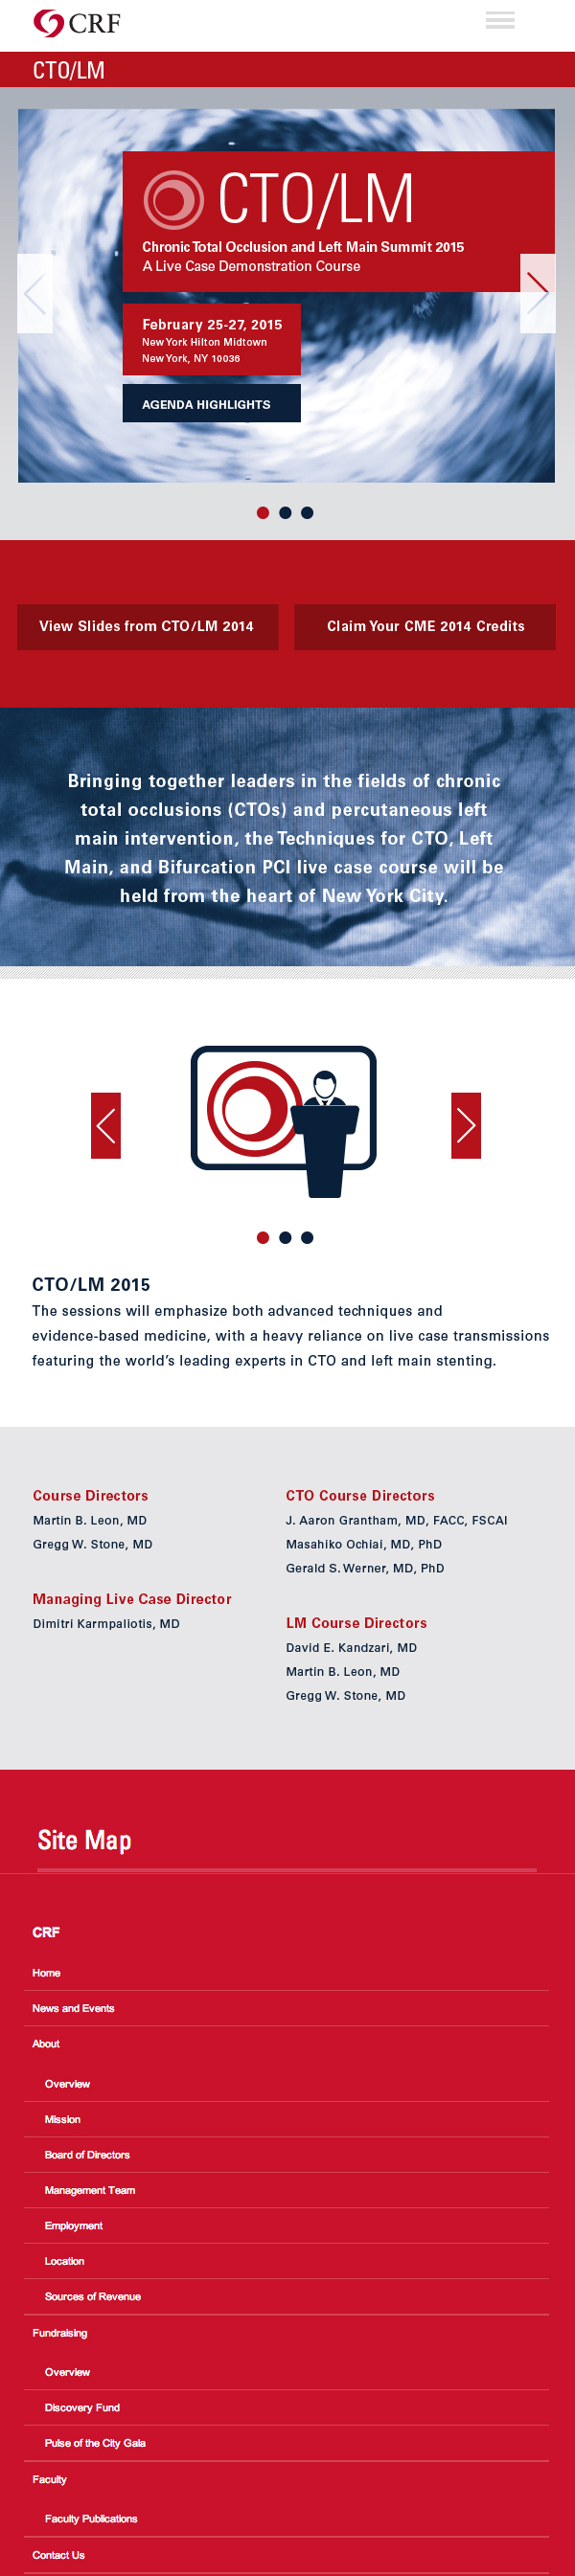 CRF
CTO/LM
CTO/LM
Chronic Total Occlusion and Left Main Summit 2015
A Live Case Demonstration Course
February 25-27, 2015
New York Hilton Midtown
New York, NY 10036
AGENDA HIGHLIGHTS
View Slides from CTO/LM 2014
Claim Your CME 2014 Credits
Bringing together leaders in the fields of chronic
total occlusions (CTOs) and percutaneous left
main intervention, the Techniques for CTO, Left
Main, and Bifurcation PCI live case course will be
held from the heart of New York City.
CTO/LM 2015
The sessions will emphasize both advanced techniques and
evidence-based medicine, with a heavy reliance on live case transmissions
featuring the world's leading experts in CTO and left main stenting.
Course Directors
Martin B. Leon, MD
Gregg W. Stone, MD
Managing Live Case Director
Dimitri Karmpaliotis, MD
CTO Course Directors
J. Aaron Grantham, MD, FACC, FSCAI
Masahiko Ochiai, MD, PhD
Gerald S. Werner, MD, PhD
LM Course Directors
David E. Kandzari, MD
Martin B. Leon, MD
Gregg W. Stone, MD
Site Map
CRF
Home
News and Events
About
Overview
Mission
Board of Directors
Management Team
Employment
Location
Sources of Revenue
Fundraising
Overview
Discovery Fund
Pulse of the City Gala
Faculty
Faculty Publications
Contact Us